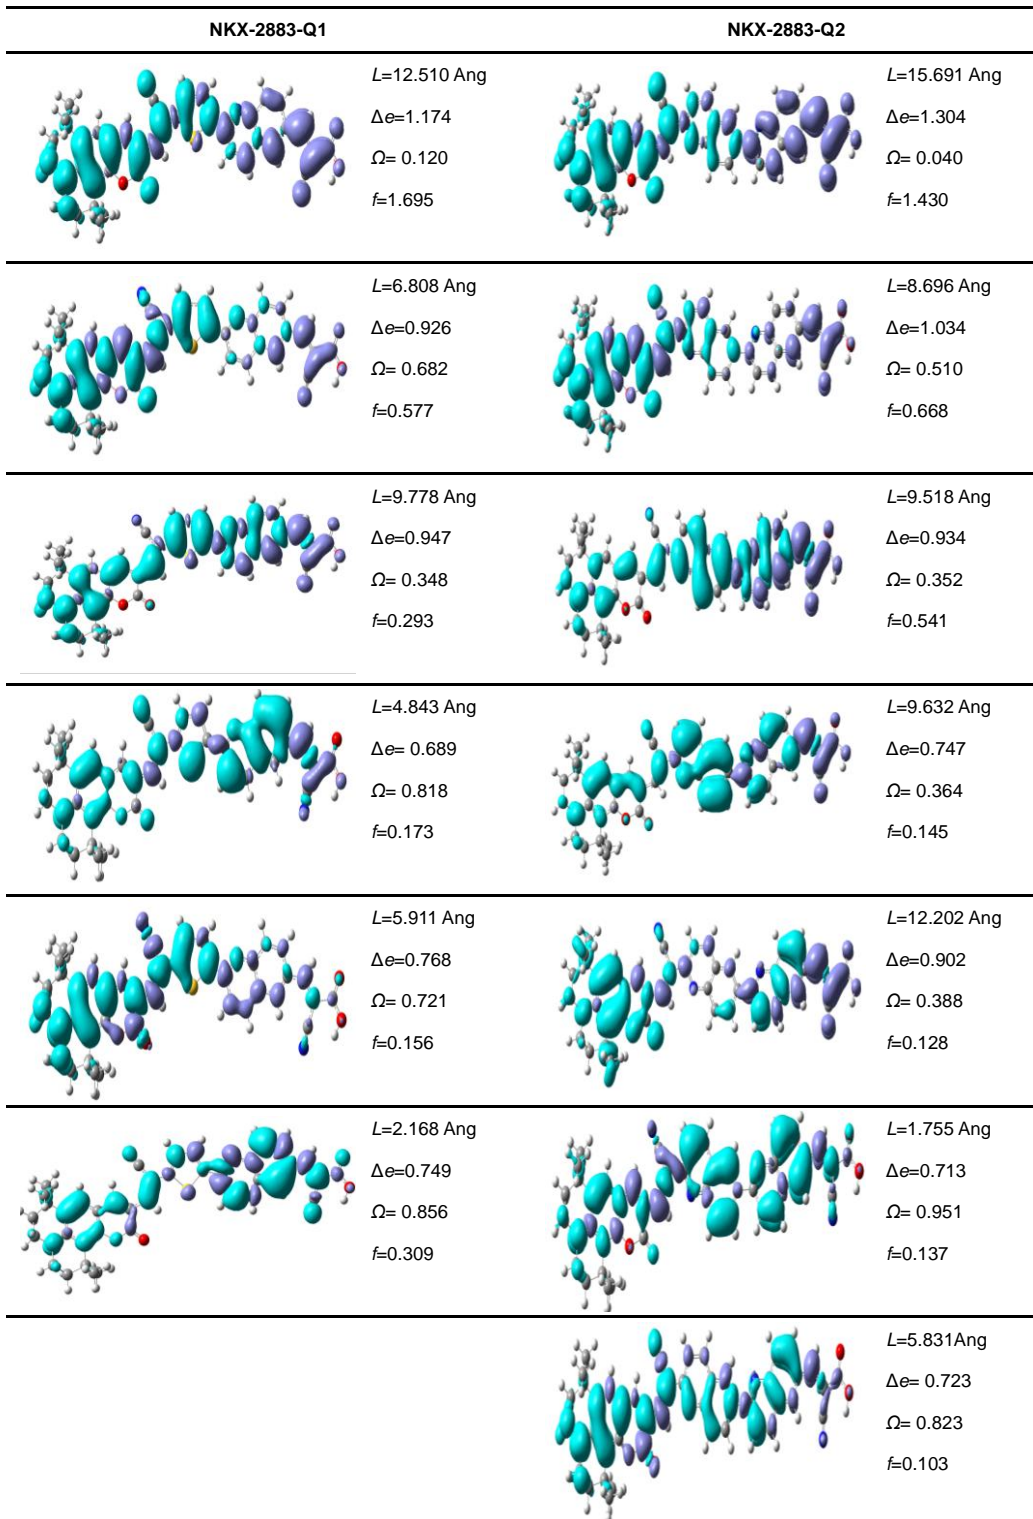 NKX-2883-Q1 NKX-2883-Q2
L=12.510 Ang
Δe=1.174
Ω= 0.120
f=1.695
L=15.691 Ang
Δe=1.304
Ω= 0.040
f=1.430
L=6.808 Ang
Δe=0.926
Ω= 0.682
f=0.577
L=8.696 Ang
Δe=1.034
Ω= 0.510
f=0.668
L=9.778 Ang
Δe=0.947
Ω= 0.348
f=0.293
L=9.518 Ang
Δe=0.934
Ω= 0.352
f=0.541
L=4.843 Ang
Δe= 0.689
Ω= 0.818
f=0.173
L=9.632 Ang
Δe=0.747
Ω= 0.364
f=0.145
L=5.911 Ang
Δe=0.768
Ω= 0.721
f=0.156
L=12.202 Ang
Δe=0.902
Ω= 0.388
f=0.128
L=2.168 Ang
Δe=0.749
Ω= 0.856
f=0.309
L=1.755 Ang
Δe=0.713
Ω= 0.951
f=0.137
L=5.831Ang
Δe= 0.723
Ω= 0.823
f=0.103